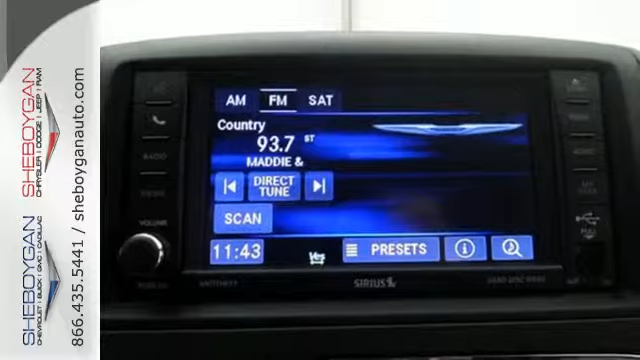 SHEBOYGAN
CHRYSLER | DODGE | JEEP | RAM
SHEBOYGAN
CHEVROLET | BUICK | GMC | CADILLAC
866.435.5441 / sheboyganauto.com
AM FM SAT
Country
93.7 ST
MADDIE &
DIRECT
TUNE
SCAN
11:43 Yes PRESETS
RADIO
VOLUME
SIRIUS